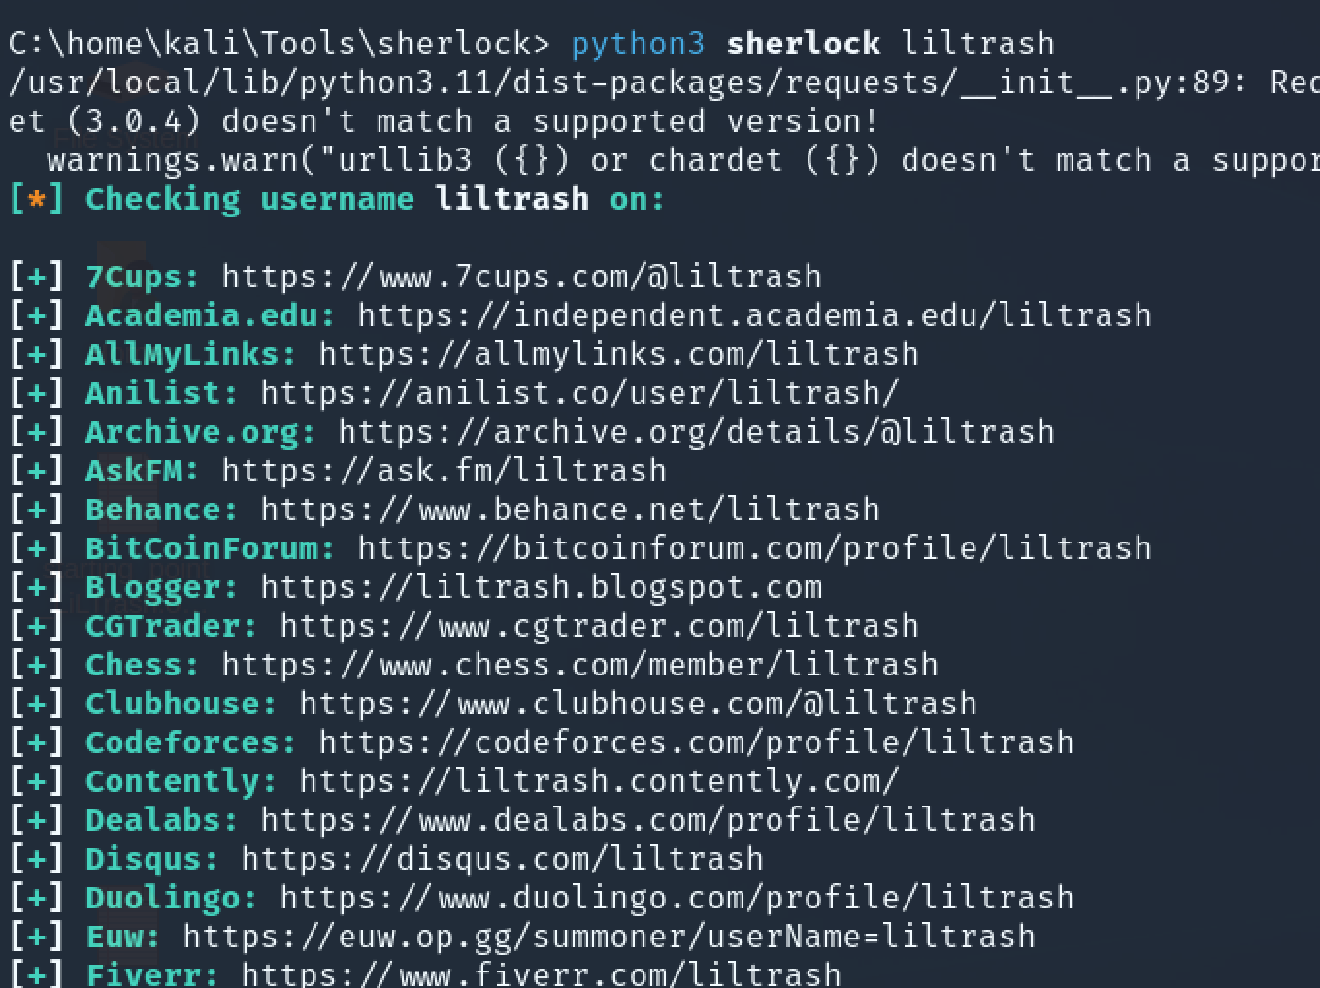 C:\home\kali\Tools\sherlock> python3 sherlock liltrash
/usr/local/lib/python3.11/dist-packages/requests/__init__.py:89: Req
et (3.0.4) doesn't match a supported version!
  warnings.warn("urllib3 ({}) or chardet ({}) doesn't match a suppor
[*] Checking username liltrash on:
[+] 7Cups: https://www.7cups.com/@liltrash
[+] Academia.edu: https://independent.academia.edu/liltrash
[+] AllMyLinks: https://allmylinks.com/liltrash
[+] Anilist: https://anilist.co/user/liltrash/
[+] Archive.org: https://archive.org/details/@liltrash
[+] AskFM: https://ask.fm/liltrash
[+] Behance: https://www.behance.net/liltrash
[+] BitCoinForum: https://bitcoinforum.com/profile/liltrash
[+] Blogger: https://liltrash.blogspot.com
[+] CGTrader: https://www.cgtrader.com/liltrash
[+] Chess: https://www.chess.com/member/liltrash
[+] Clubhouse: https://www.clubhouse.com/@liltrash
[+] Codeforces: https://codeforces.com/profile/liltrash
[+] Contently: https://liltrash.contently.com/
[+] Dealabs: https://www.dealabs.com/profile/liltrash
[+] Disqus: https://disqus.com/liltrash
[+] Duolingo: https://www.duolingo.com/profile/liltrash
[+] Euw: https://euw.op.gg/summoner/userName=liltrash
[+] Fiverr: https://www.fiverr.com/liltrash